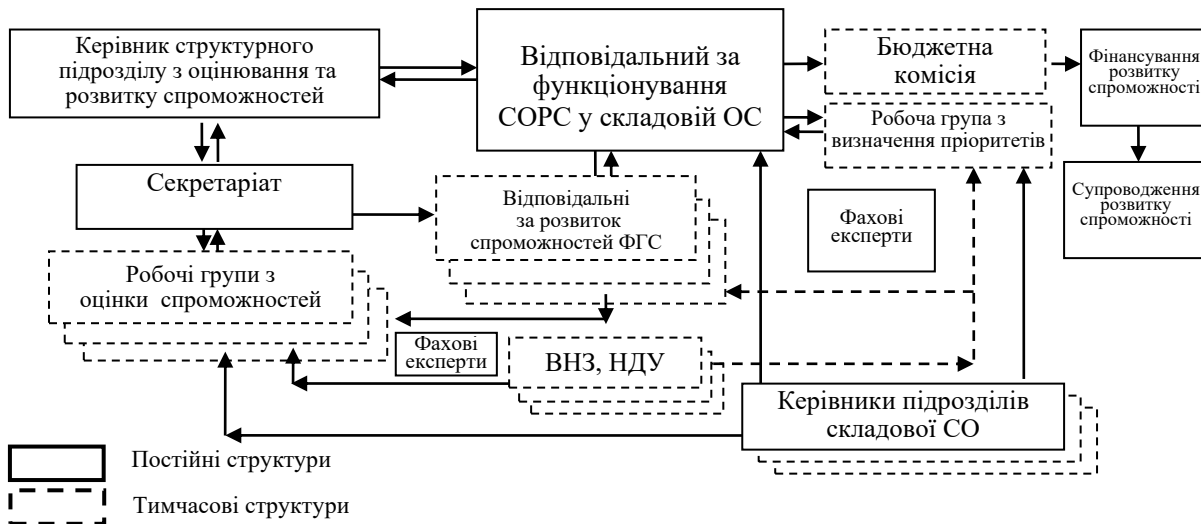 Керівник структурного
підрозділу з оцінювання та
розвитку спроможностей
Відповідальний за
функціонування
СОРС у складовій ОС
Бюджетна
комісія
Фінансування
розвитку
спроможності
Робоча група з
визначення пріоритетів
Секретаріат
Відповідальні
за розвиток
спроможностей ФГС
Фахові
експерти
Супроводження
розвитку
спроможності
Робочі групи з
оцінки спроможностей
Фахові
експерти
ВНЗ, НДУ
Керівники підрозділів
складової СО
Постійні структури
Тимчасові структури